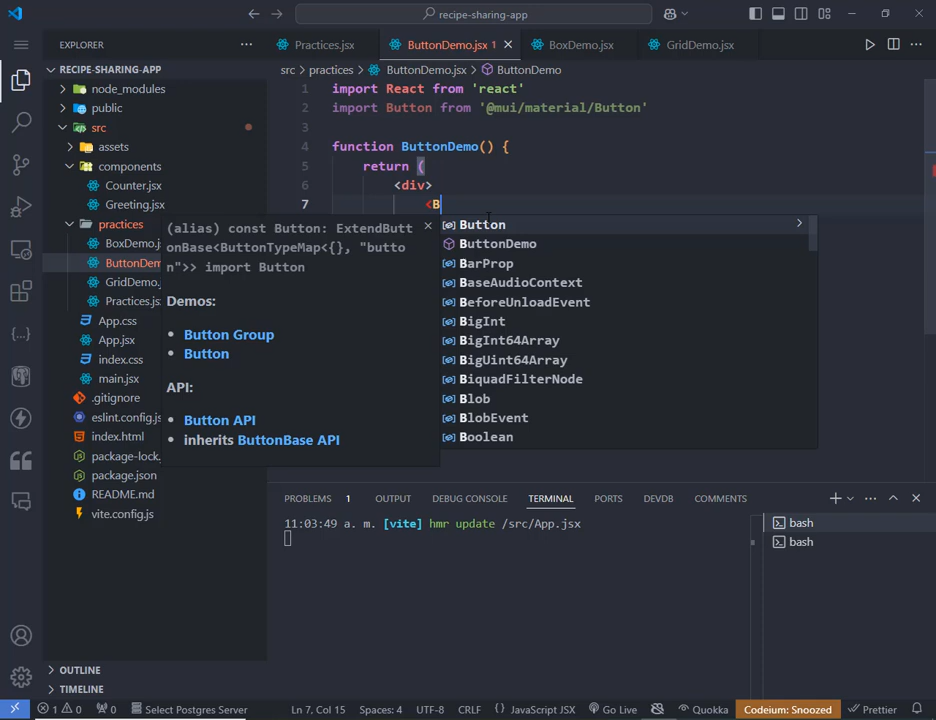 recipe-sharing-app
EXPLORER
Practices.jsx
ButtonDemo.jsx 1
BoxDemo.jsx
GridDemo.jsx
RECIPE-SHARING-APP
src > practices > ButtonDemo.jsx > ButtonDemo
node_modules
public
src
assets
components
Counter.jsx
Greeting.jsx
practices
BoxDemo.j
ButtonDem
GridDemo.
Practices.js
App.css
App.jsx
index.css
main.jsx
.gitignore
eslint.config.js
index.html
package-lock.
package.json
README.md
vite.config.js
OUTLINE
TIMELINE
1 import React from 'react'
2 import Button from '@mui/material/Button'
3
4 function ButtonDemo() {
5 return (
6 <div>
7 <B
(alias) const Button: ExtendButt
onBase<ButtonTypeMap<{}, "butto
n">> import Button
Demos:
• Button Group
• Button
API:
• Button API
• inherits ButtonBase API
Button
ButtonDemo
BarProp
BaseAudioContext
BeforeUnloadEvent
BigInt
BigInt64Array
BigUint64Array
BiquadFilterNode
Blob
BlobEvent
Boolean
PROBLEMS 1 OUTPUT DEBUG CONSOLE TERMINAL PORTS DEVDB COMMENTS
11:03:49 a. m. [vite] hmr update /src/App.jsx
bash
bash
1 0 0 Select Postgres Server Ln 7, Col 15 Spaces: 4 UTF-8 CRLF {} JavaScript JSX Go Live Quokka Codeium: Snoozed Prettier